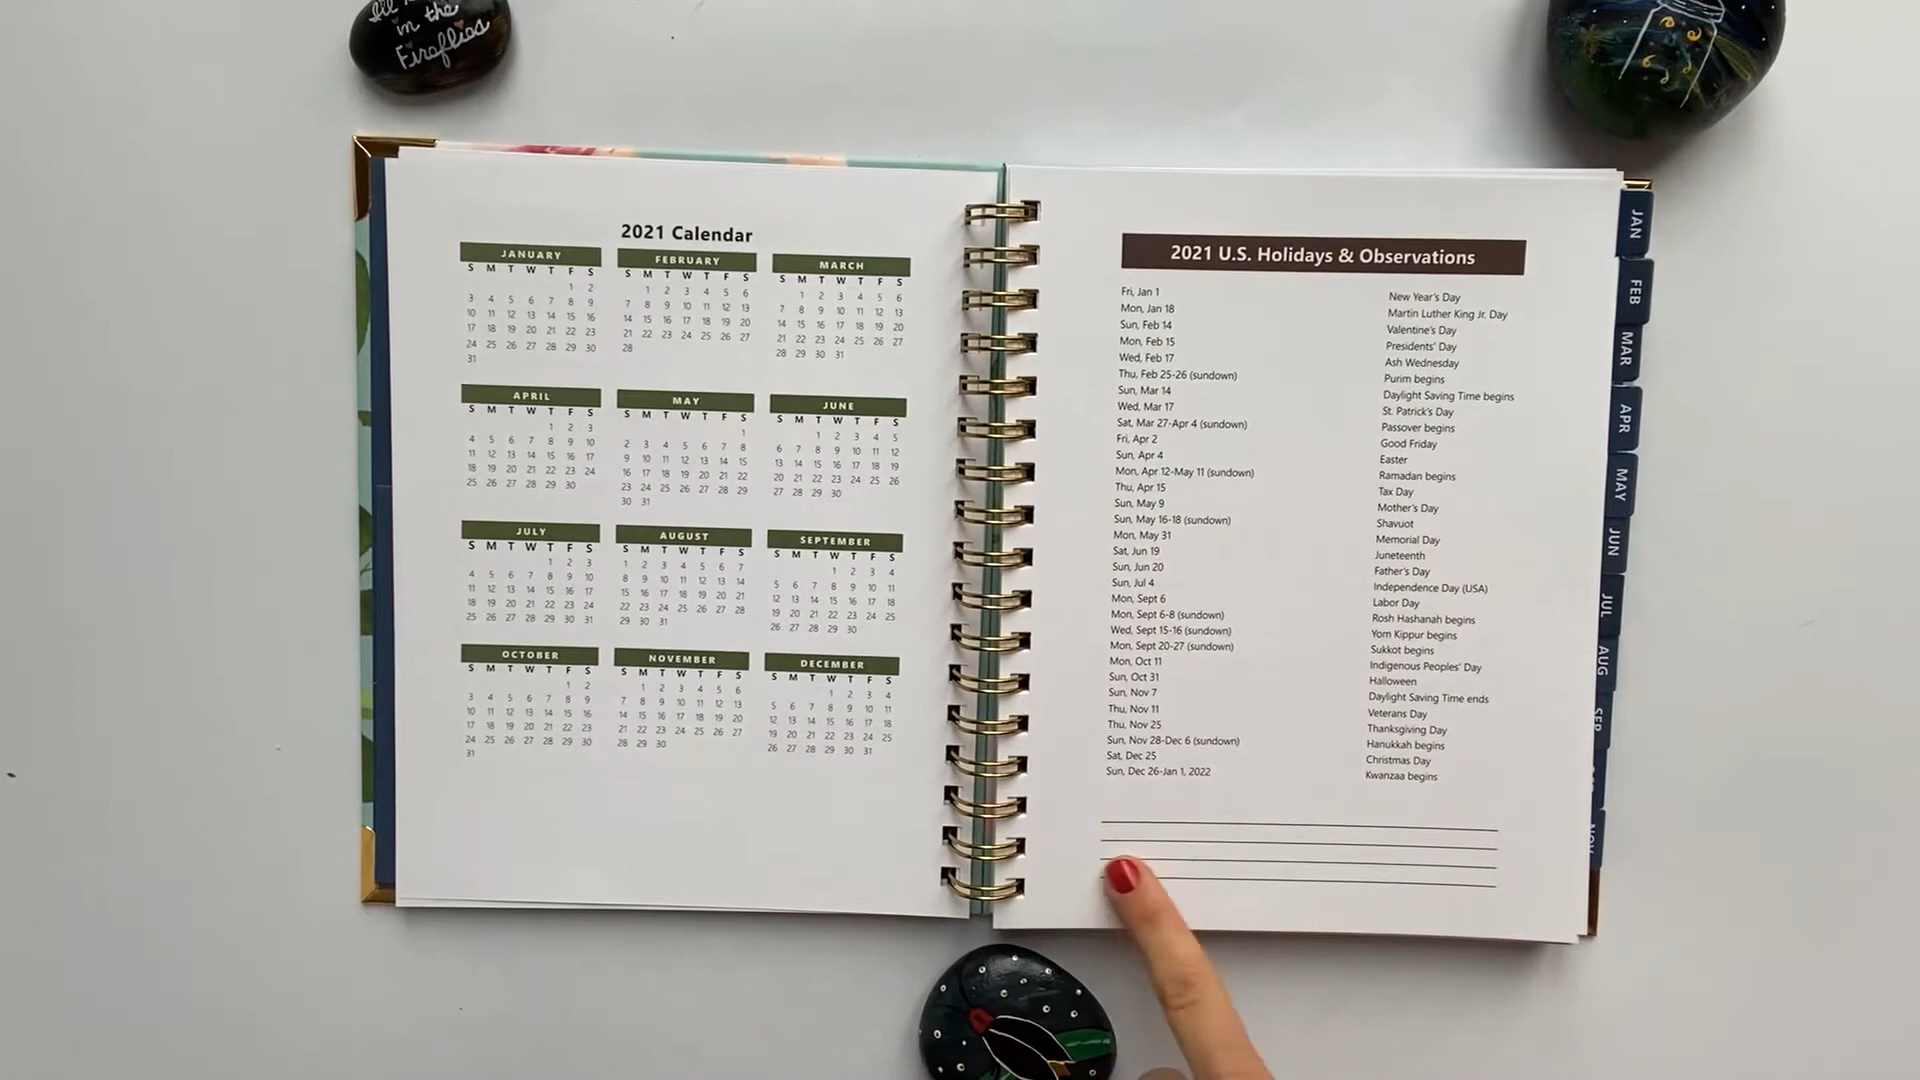 in the
Fireflies
2021 Calendar
JANUARY
S M T W T F S
1 2
3 4 5 6 7 8 9
10 11 12 13 14 15 16
17 18 19 20 21 22 23
24 25 26 27 28 29 30
31
FEBRUARY
S M T W T F S
1 2 3 4 5 6
7 8 9 10 11 12 13
14 15 16 17 18 19 20
21 22 23 24 25 26 27
28
MARCH
S M T W T F S
1 2 3 4 5 6
7 8 9 10 11 12 13
14 15 16 17 18 19 20
21 22 23 24 25 26 27
28 29 30 31
APRIL
S M T W T F S
1 2 3
4 5 6 7 8 9 10
11 12 13 14 15 16 17
18 19 20 21 22 23 24
25 26 27 28 29 30
MAY
S M T W T F S
1
2 3 4 5 6 7 8
9 10 11 12 13 14 15
16 17 18 19 20 21 22
23 24 25 26 27 28 29
30 31
JUNE
S M T W T F S
1 2 3 4 5
6 7 8 9 10 11 12
13 14 15 16 17 18 19
20 21 22 23 24 25 26
27 28 29 30
JULY
S M T W T F S
1 2 3
4 5 6 7 8 9 10
11 12 13 14 15 16 17
18 19 20 21 22 23 24
25 26 27 28 29 30 31
AUGUST
S M T W T F S
1 2 3 4 5 6 7
8 9 10 11 12 13 14
15 16 17 18 19 20 21
22 23 24 25 26 27 28
29 30 31
SEPTEMBER
S M T W T F S
1 2 3 4
5 6 7 8 9 10 11
12 13 14 15 16 17 18
19 20 21 22 23 24 25
26 27 28 29 30
OCTOBER
S M T W T F S
1 2
3 4 5 6 7 8 9
10 11 12 13 14 15 16
17 18 19 20 21 22 23
24 25 26 27 28 29 30
31
NOVEMBER
S M T W T F S
1 2 3 4 5 6
7 8 9 10 11 12 13
14 15 16 17 18 19 20
21 22 23 24 25 26 27
28 29 30
DECEMBER
S M T W T F S
1 2 3 4
5 6 7 8 9 10 11
12 13 14 15 16 17 18
19 20 21 22 23 24 25
26 27 28 29 30 31
2021 U.S. Holidays & Observations
Fri, Jan 1 New Year's Day
Mon, Jan 18 Martin Luther King Jr. Day
Sun, Feb 14 Valentine's Day
Mon, Feb 15 Presidents' Day
Wed, Feb 17 Ash Wednesday
Thu, Feb 25-26 (sundown) Purim begins
Sun, Mar 14 Daylight Saving Time begins
Wed, Mar 17 St. Patrick's Day
Sat, Mar 27-Apr 4 (sundown) Passover begins
Fri, Apr 2 Good Friday
Sun, Apr 4 Easter
Mon, Apr 12-May 11 (sundown) Ramadan begins
Thu, Apr 15 Tax Day
Sun, May 9 Mother's Day
Sun, May 16-18 (sundown) Shavuot
Mon, May 31 Memorial Day
Sat, Jun 19 Juneteenth
Sun, Jun 20 Father's Day
Sun, Jul 4 Independence Day (USA)
Mon, Sept 6 Labor Day
Mon, Sept 6-8 (sundown) Rosh Hashanah begins
Wed, Sept 15-16 (sundown) Yom Kippur begins
Mon, Sept 20-27 (sundown) Sukkot begins
Mon, Oct 11 Indigenous Peoples' Day
Sun, Oct 31 Halloween
Sun, Nov 7 Daylight Saving Time ends
Thu, Nov 11 Veterans Day
Thu, Nov 25 Thanksgiving Day
Sun, Nov 28-Dec 6 (sundown) Hanukkah begins
Sat, Dec 25 Christmas Day
Sun, Dec 26-Jan 1, 2022 Kwanzaa begins
JAN
FEB
MAR
APR
MAY
JUN
JUL
AUG
SEP
NOV